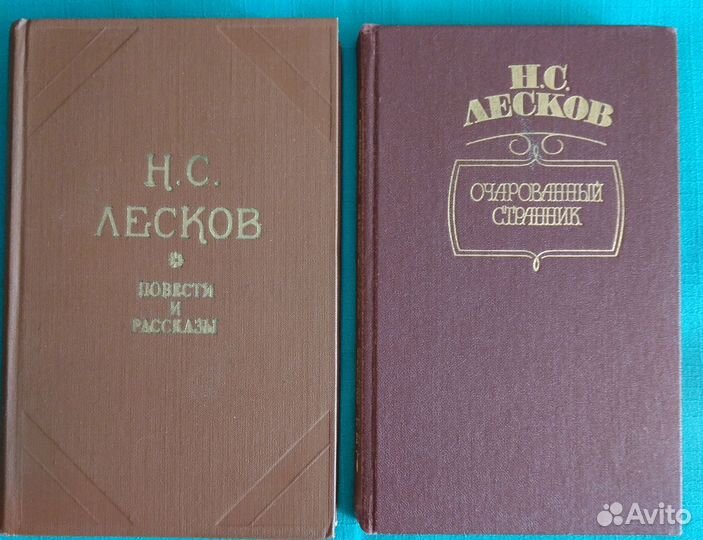 Н.С.
ЛЕСКОВ
ПОВЕСТИ
И
РАССКАЗЫ
Н.С.
ЛЕСКОВ
ОЧАРОВАННЫЙ
СТРАННИК
Avito